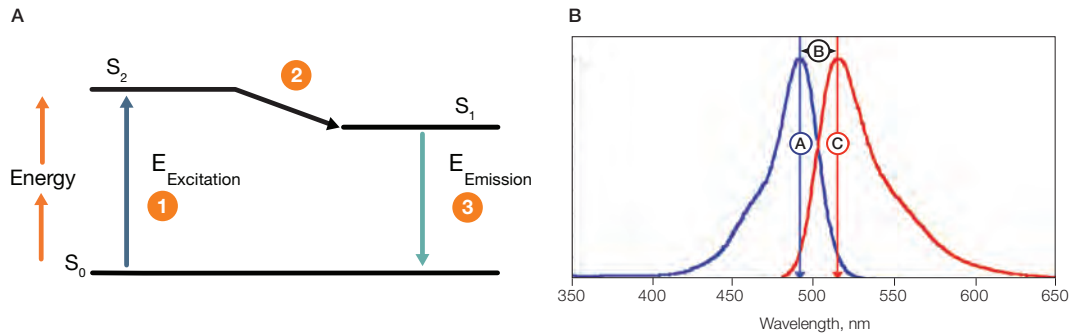 A
S2
2
S1
Energy
EExcitation
1
EEmission
3
S0
B
B
A
C
350 400 450 500 550 600 650
Wavelength, nm